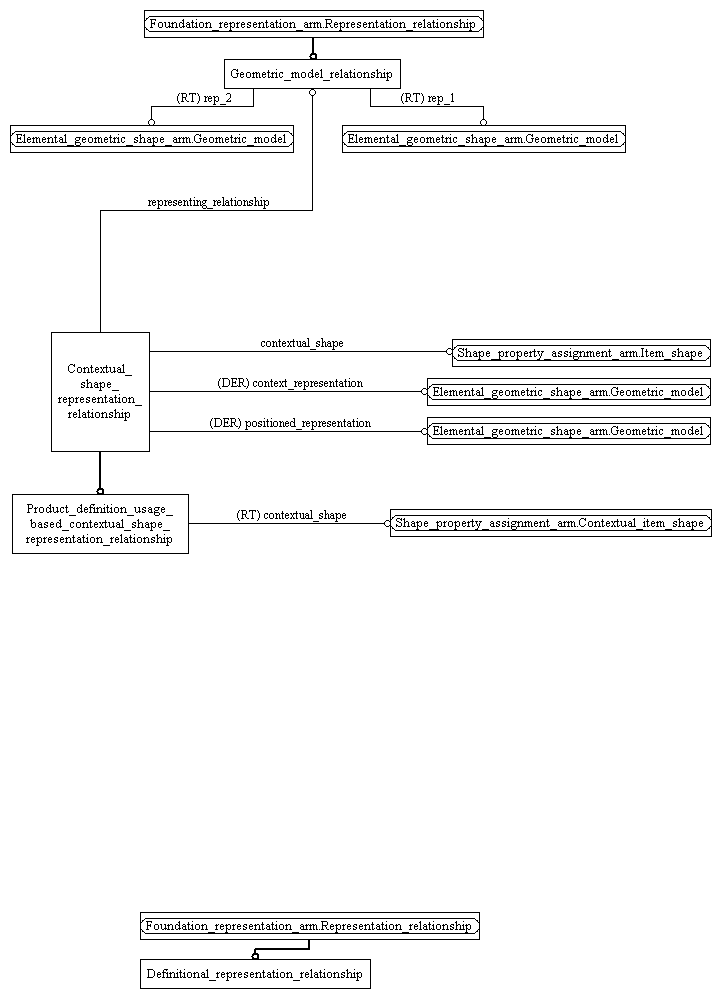 Foundation_representation_arm.Representation_relationship
Geometric_model_relationship
(RT) rep_2
(RT) rep_1
Elemental_geometric_shape_arm.Geometric_model
Elemental_geometric_shape_arm.Geometric_model
representing_relationship
Contextual_
shape_
representation_
relationship
contextual_shape
Shape_property_assignment_arm.Item_shape
(DER) context_representation
Elemental_geometric_shape_arm.Geometric_model
(DER) positioned_representation
Elemental_geometric_shape_arm.Geometric_model
Product_definition_usage_
based_contextual_shape_
representation_relationship
(RT) contextual_shape
Shape_property_assignment_arm.Contextual_item_shape
Foundation_representation_arm.Representation_relationship
Definitional_representation_relationship